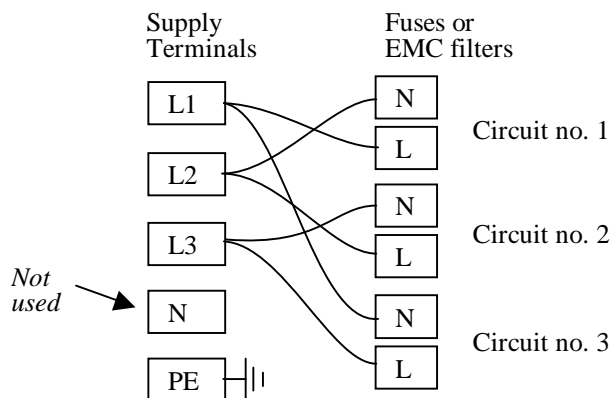 Supply
Terminals
Fuses or
EMC filters
L1
L2
L3
N
PE
Not
used
N
L
Circuit no. 1
N
L
Circuit no. 2
N
L
Circuit no. 3